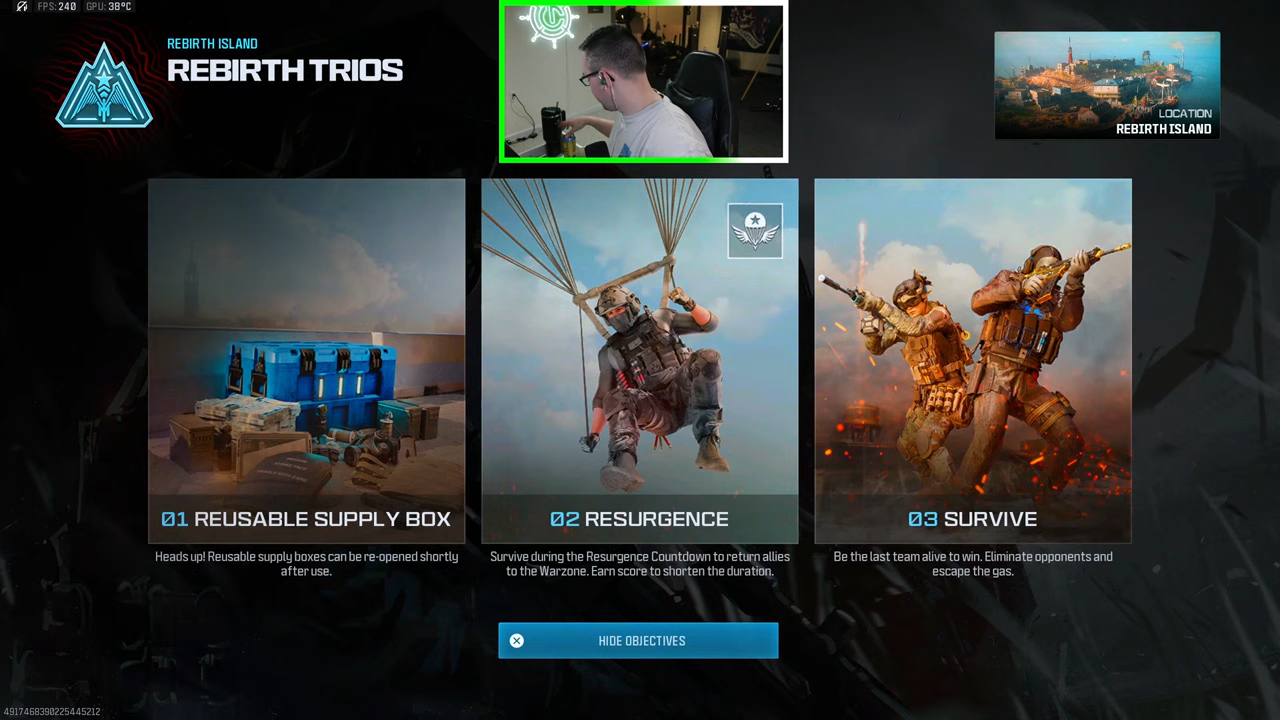 FPS: 240 GPU: 38°C
REBIRTH ISLAND
REBIRTH TRIOS
LOCATION
REBIRTH ISLAND
01 REUSABLE SUPPLY BOX
Heads up! Reusable supply boxes can be re-opened shortly
after use.
02 RESURGENCE
Survive during the Resurgence Countdown to return allies
to the Warzone. Earn score to shorten the duration.
03 SURVIVE
Be the last team alive to win. Eliminate opponents and
escape the gas.
HIDE OBJECTIVES
4917468390225445212